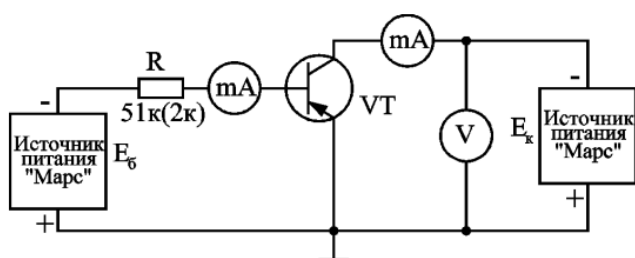 R
51к(2к)
mA
mA
VT
V
-
+
Источник
питания
"Марс"
Eб
-
+
Источник
питания
"Марс"
Eк